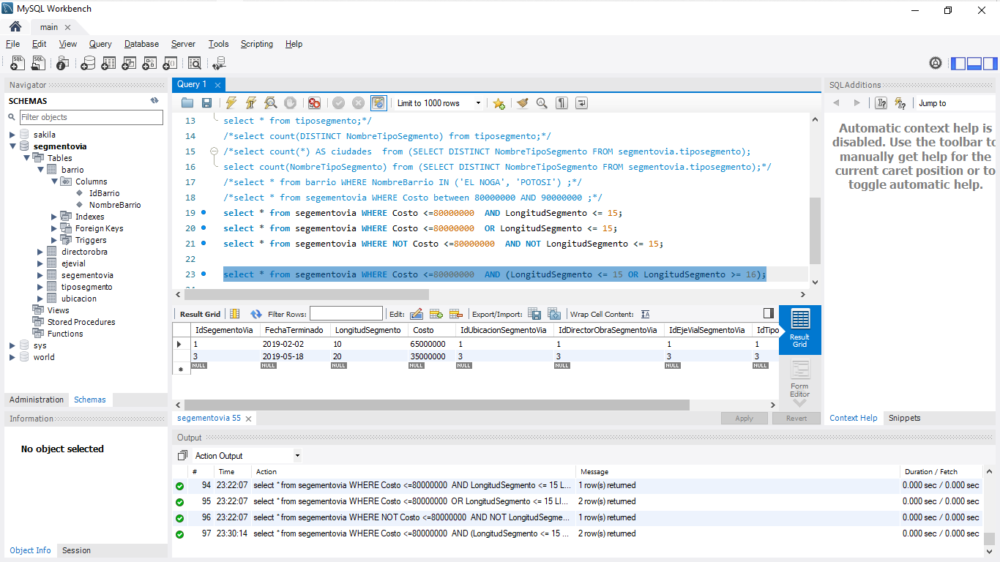 MySQL Workbench
main
File Edit View Query Database Server Tools Scripting Help
Navigator
SCHEMAS
Filter objects
sakila
segmentovia
Tables
barrio
Columns
IdBarrio
NombreBarrio
Indexes
Foreign Keys
Triggers
directorobra
ejevial
segementovia
tiposegmento
ubicacion
Views
Stored Procedures
Functions
sys
world
Administration Schemas
Information
No object selected
Object Info Session
Query 1
Limit to 1000 rows
13 select * from tiposegmento;*/
14 /*select count(DISTINCT NombreTipoSegmento) from tiposegmento;*/
15 /*select count(*) AS ciudades  from (SELECT DISTINCT NombreTipoSegmento FROM segmentovia.tiposegmento);
16 select count(NombreTipoSegmento) from (SELECT DISTINCT NombreTipoSegmento FROM segmentovia.tiposegmento);*/
17 /*select * from barrio WHERE NombreBarrio IN ('EL NOGA', 'POTOSI') ;*/
18 /*select * from segementovia WHERE Costo between 80000000 AND 90000000 ;*/
19 select * from segementovia WHERE Costo <=80000000  AND LongitudSegmento <= 15;
20 select * from segementovia WHERE Costo <=80000000  OR LongitudSegmento <= 15;
21 select * from segementovia WHERE NOT Costo <=80000000  AND NOT LongitudSegmento <= 15;
22
23 select * from segementovia WHERE Costo <=80000000  AND (LongitudSegmento <= 15 OR LongitudSegmento >= 16);
Result Grid Filter Rows: Edit: Export/Import: Wrap Cell Content:
IdSegementoVia FechaTerminado LongitudSegmento Costo IdUbicacionSegmentoVia IdDirectorObraSegmentoVia IdEjeVialSegmentoVia IdTipo
1 2019-02-02 10 65000000 1 1 1 1
3 2019-05-18 20 35000000 3 3 3 3
NULL NULL NULL NULL NULL NULL NULL NULL
Result
Grid
Form
Editor
segementovia 55
Apply Revert
SQLAdditions
Jump to
Automatic context help is
disabled. Use the toolbar to
manually get help for the
current caret position or to
toggle automatic help.
Context Help Snippets
Output
Action Output
# Time Action Message Duration / Fetch
94 23:22:07 select * from segementovia WHERE Costo <=80000000  AND LongitudSegmento <= 15 L... 1 row(s) returned 0.000 sec / 0.000 sec
95 23:22:07 select * from segementovia WHERE Costo <=80000000  OR LongitudSegmento <= 15 LI... 2 row(s) returned 0.000 sec / 0.000 sec
96 23:22:07 select * from segementovia WHERE NOT Costo <=80000000  AND NOT LongitudSegme... 1 row(s) returned 0.000 sec / 0.000 sec
97 23:30:14 select * from segementovia WHERE Costo <=80000000  AND (LongitudSegmento <= 15 ... 2 row(s) returned 0.000 sec / 0.000 sec